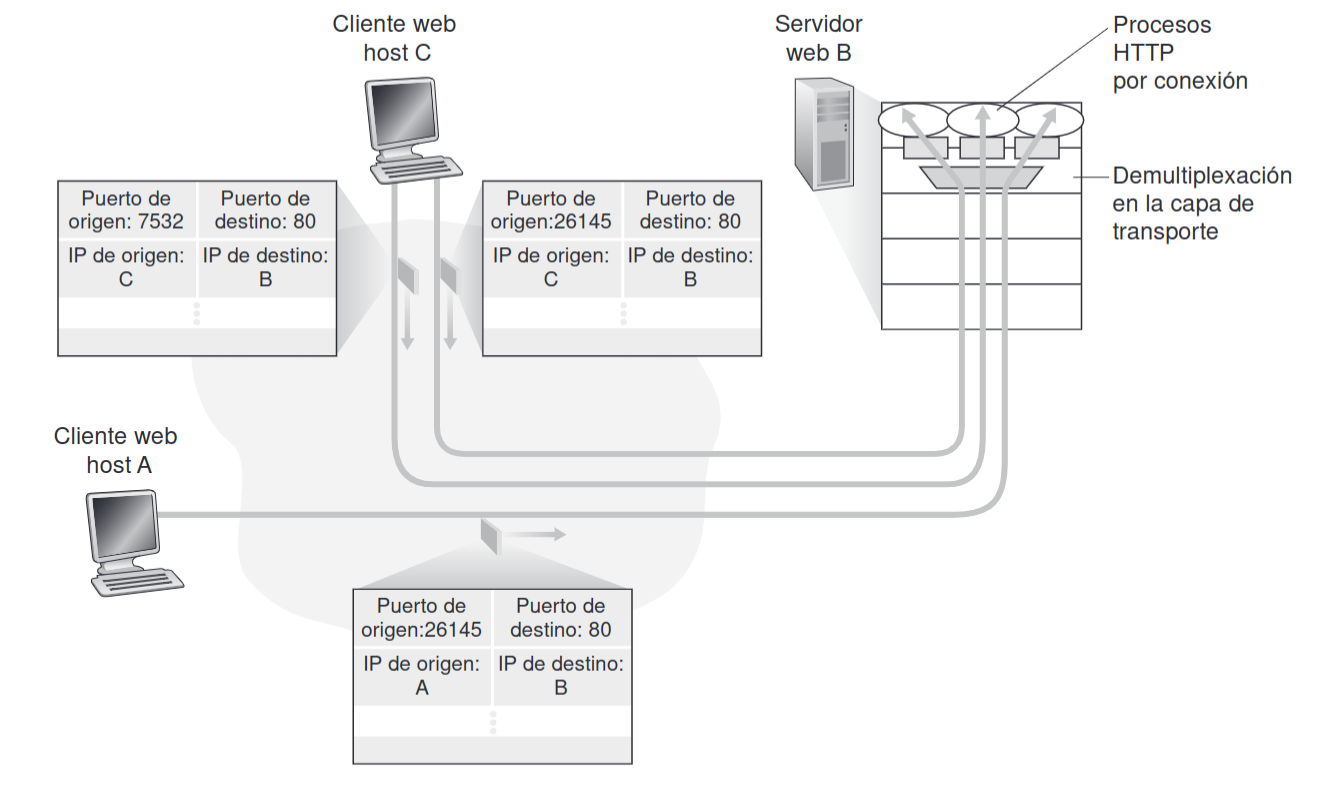 Cliente web
host C
Servidor
web B
Procesos
HTTP
por conexión
Puerto de
origen: 7532
Puerto de
destino: 80
IP de origen:
C
IP de destino:
B
Puerto de
origen:26145
Puerto de
destino: 80
IP de origen:
C
IP de destino:
B
Demultiplexación
en la capa de
transporte
Cliente web
host A
Puerto de
origen:26145
Puerto de
destino: 80
IP de origen:
A
IP de destino:
B